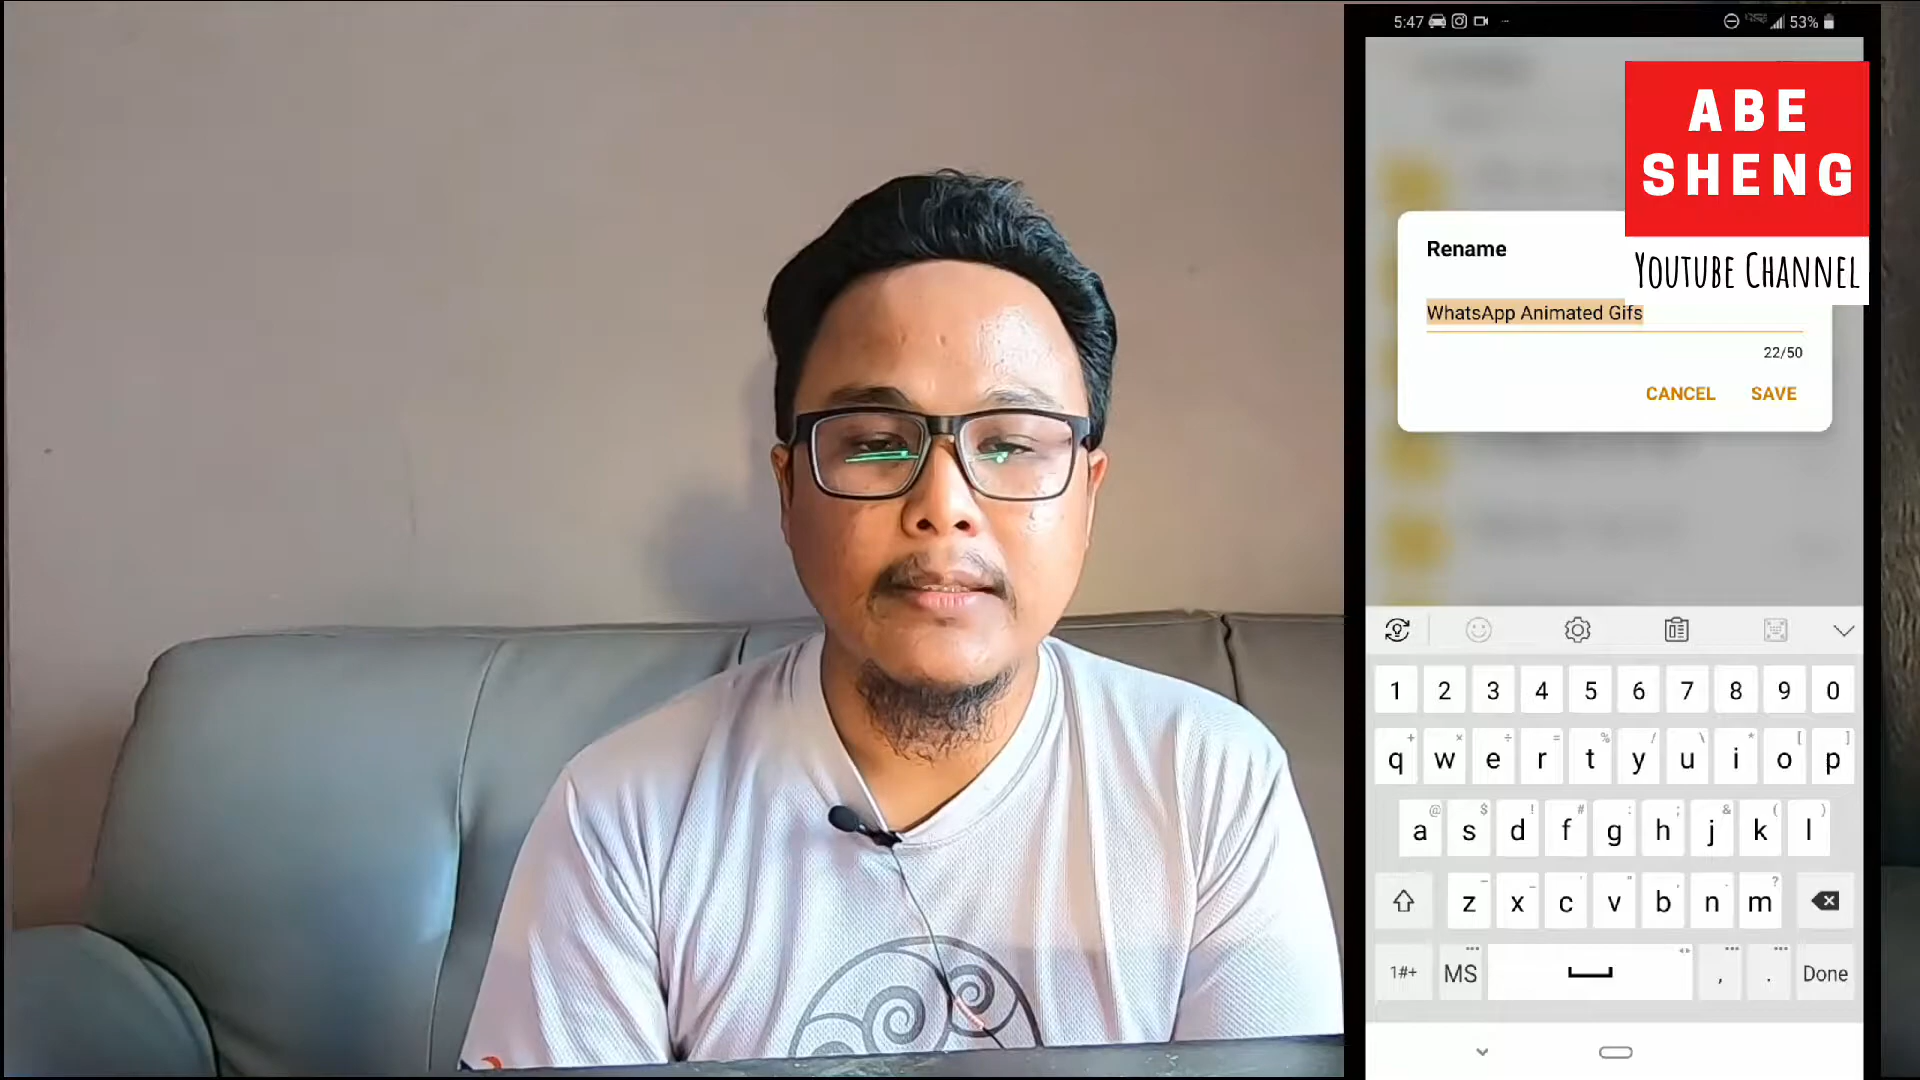 5:47
53%
ABE
SHENG
YOUTUBE CHANNEL
Rename
WhatsApp Animated Gifs
22/50
CANCEL SAVE
1 2 3 4 5 6 7 8 9 0
q w e r t y u i o p
a s d f g h j k l
z x c v b n m
1#+ MS , . Done